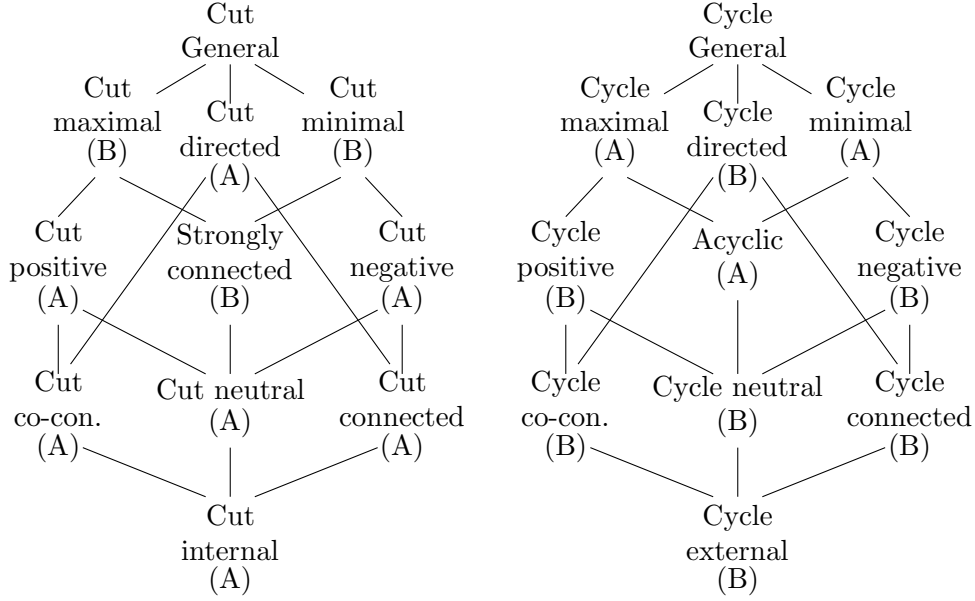 Cut
General
Cut
maximal
(B)
Cut
directed
(A)
Cut
minimal
(B)
Cut
positive
(A)
Strongly
connected
(B)
Cut
negative
(A)
Cut
co-con.
(A)
Cut neutral
(A)
Cut
connected
(A)
Cut
internal
(A)
Cycle
General
Cycle
maximal
(A)
Cycle
directed
(B)
Cycle
minimal
(A)
Cycle
positive
(B)
Acyclic
(A)
Cycle
negative
(B)
Cycle
co-con.
(B)
Cycle neutral
(B)
Cycle
connected
(B)
Cycle
external
(B)